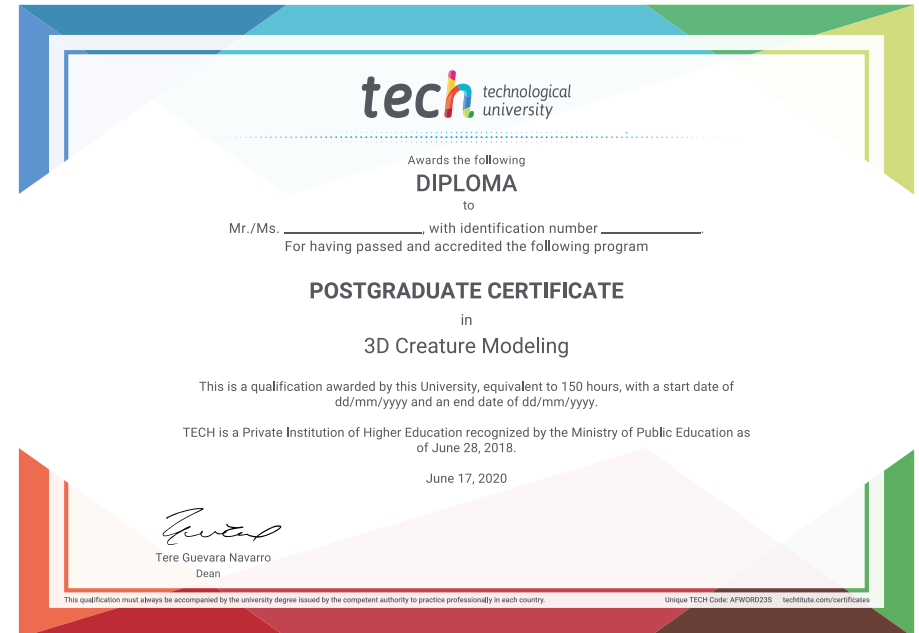 tech technological
university
Awards the following
DIPLOMA
to
Mr./Ms. ____________, with identification number ____________.
For having passed and accredited the following program
POSTGRADUATE CERTIFICATE
in
3D Creature Modeling
This is a qualification awarded by this University, equivalent to 150 hours, with a start date of
dd/mm/yyyy and an end date of dd/mm/yyyy.
TECH is a Private Institution of Higher Education recognized by the Ministry of Public Education as
of June 28, 2018.
June 17, 2020
Tere Guevara Navarro
Dean
This qualification must always be accompanied by the university degree issued by the competent authority to practice professionally in each country.
Unique TECH Code: AFWORD23S techtitute.com/certificates